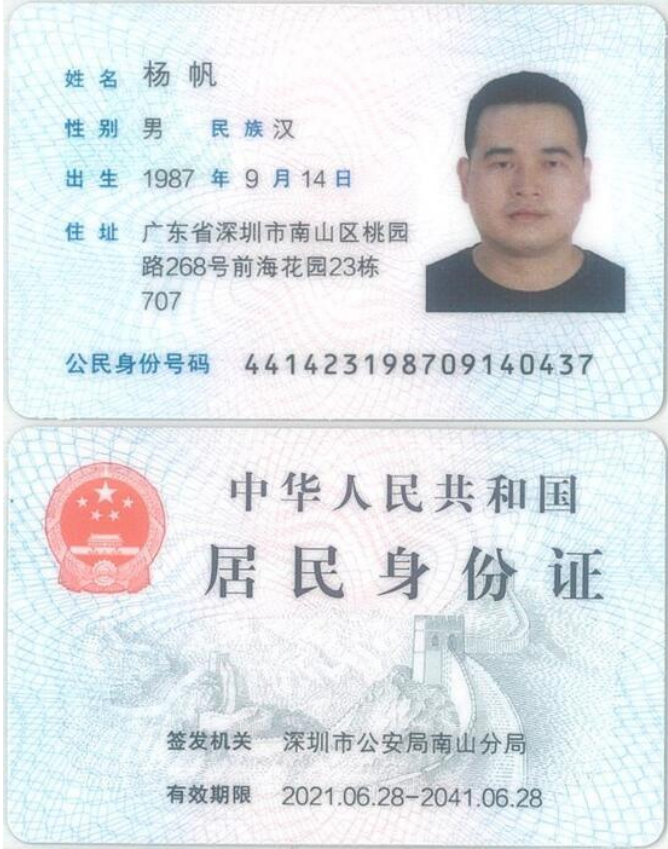 姓名 杨帆
性别 男 民族 汉
出生 1987 年 9 月 14 日
住址 广东省深圳市南山区桃园
路268号前海花园23栋
707
公民身份号码 441423198709140437
中华人民共和国
居民身份证
签发机关 深圳市公安局南山分局
有效期限 2021.06.28-2041.06.28